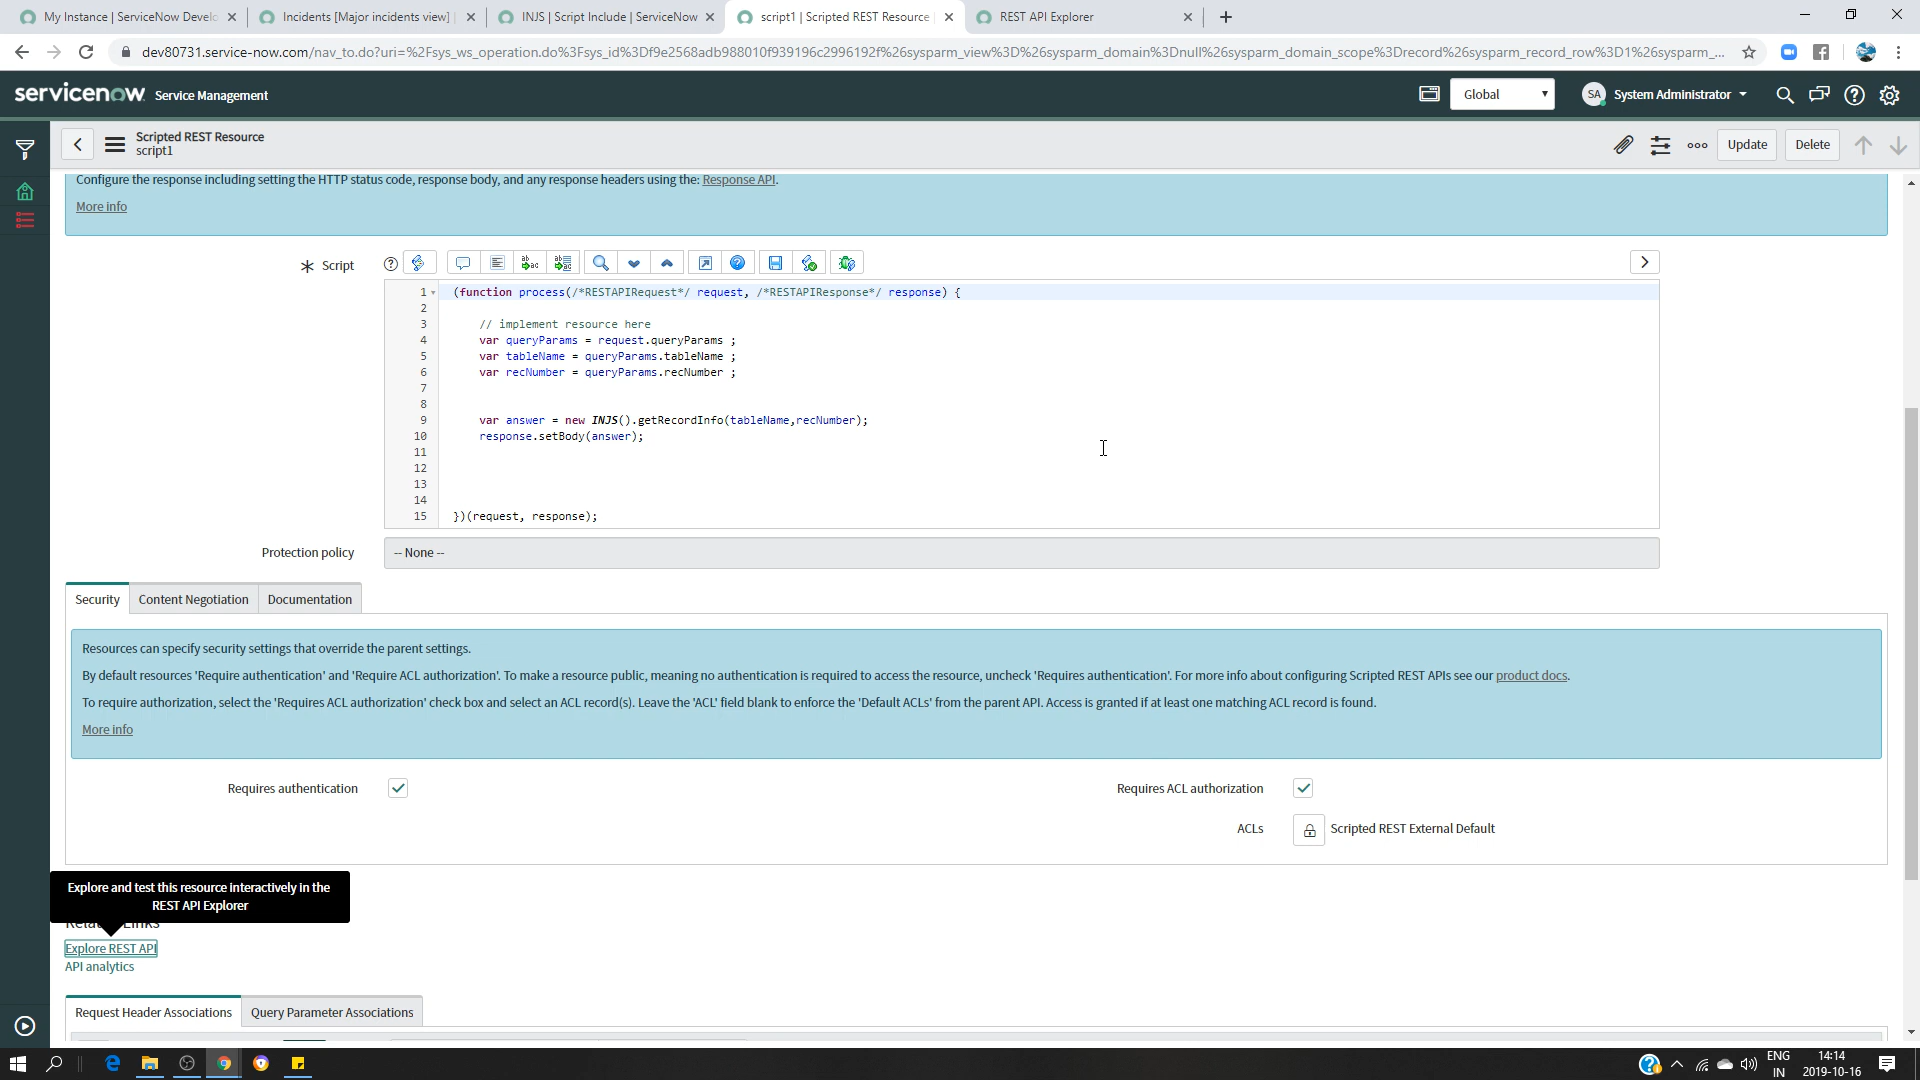 My Instance | ServiceNow Develo
Incidents [Major incidents view] |
INJS | Script Include | ServiceNow
script1 | Scripted REST Resource
REST API Explorer
dev80731.service-now.com/nav_to.do?uri=%2Fsys_ws_operation.do%3Fsys_id%3Df9e2568adb988010f939196c2996192f%26sysparm_view%3D%26sysparm_domain%3Dnull%26sysparm_domain_scope%3Drecord%26sysparm_record_row%3D1%26sysparm_...
servicenow Service Management
Global
SA System Administrator
Scripted REST Resource
script1
Update
Delete
Configure the response including setting the HTTP status code, response body, and any response headers using the: Response API.
More info
Script
1 (function process(/*RESTAPIRequest*/ request, /*RESTAPIResponse*/ response) {
2
3 // implement resource here
4 var queryParams = request.queryParams ;
5 var tableName = queryParams.tableName ;
6 var recNumber = queryParams.recNumber ;
7
8
9 var answer = new INJS().getRecordInfo(tableName,recNumber);
10 response.setBody(answer);
11
12
13
14
15 })(request, response);
Protection policy
-- None --
Security
Content Negotiation
Documentation
Resources can specify security settings that override the parent settings.
By default resources 'Require authentication' and 'Require ACL authorization'. To make a resource public, meaning no authentication is required to access the resource, uncheck 'Requires authentication'. For more info about configuring Scripted REST APIs see our product docs.
To require authorization, select the 'Requires ACL authorization' check box and select an ACL record(s). Leave the 'ACL' field blank to enforce the 'Default ACLs' from the parent API. Access is granted if at least one matching ACL record is found.
More info
Requires authentication
Requires ACL authorization
ACLs
Scripted REST External Default
Explore and test this resource interactively in the
REST API Explorer
Related Links
Explore REST API
API analytics
Request Header Associations
Query Parameter Associations
ENG
IN
14:14
2019-10-16